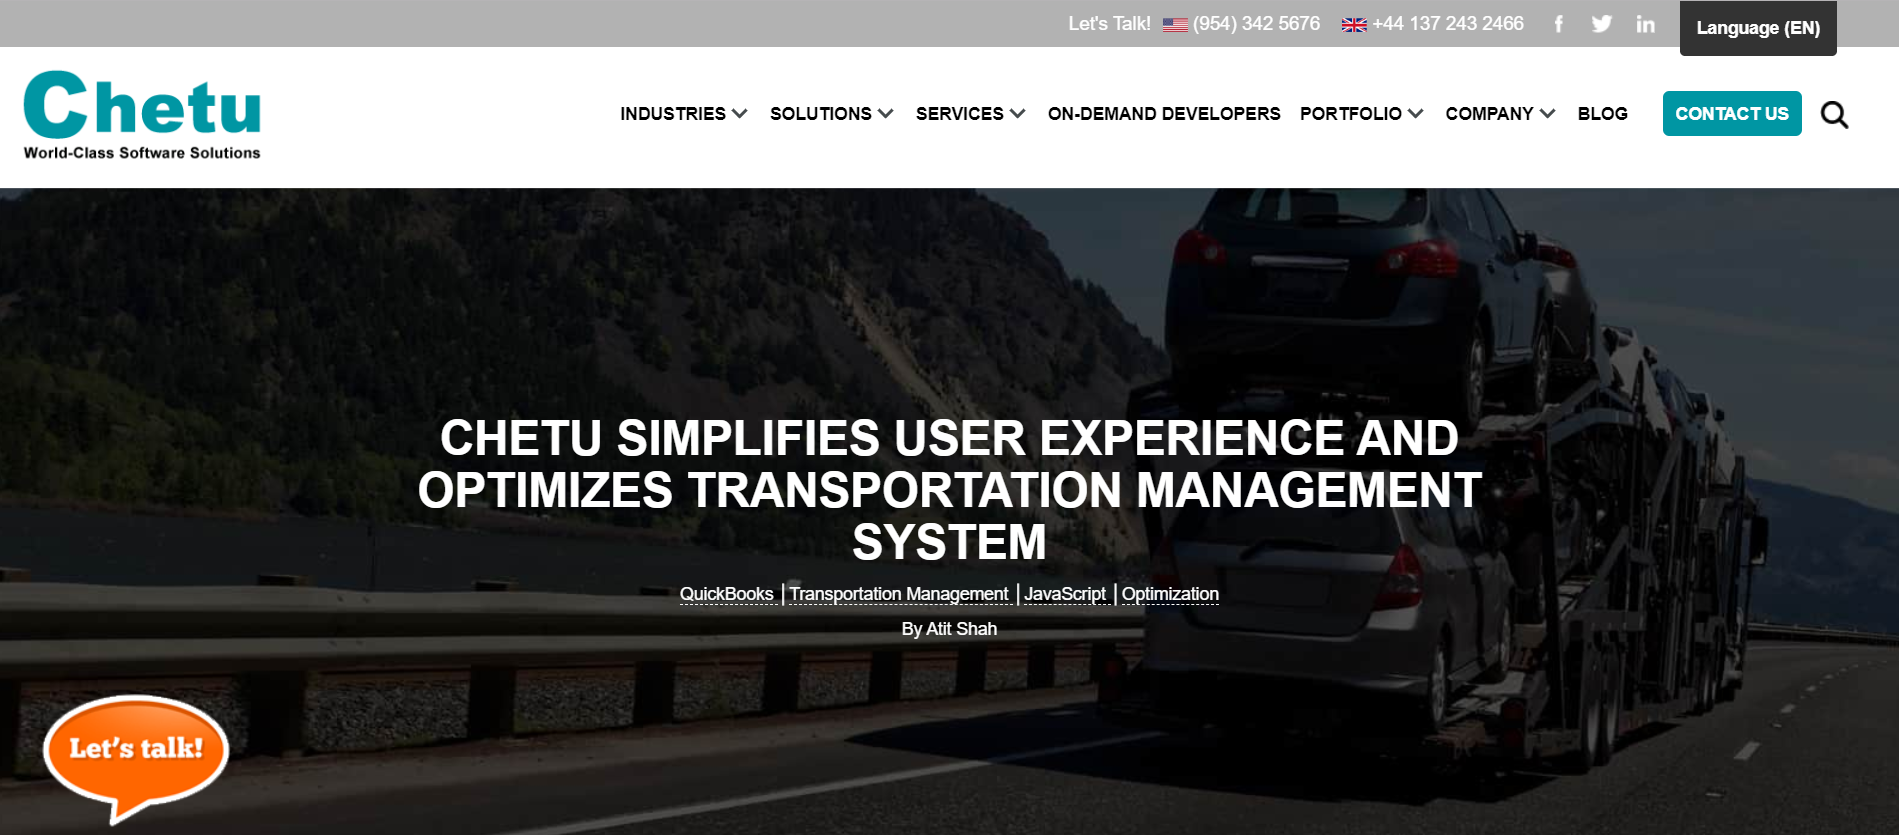 Let's Talk! (954) 342 5676 +44 137 243 2466 f in Language (EN)
Chetu
World-Class Software Solutions
INDUSTRIES SOLUTIONS SERVICES ON-DEMAND DEVELOPERS PORTFOLIO COMPANY BLOG CONTACT US
CHETU SIMPLIFIES USER EXPERIENCE AND
OPTIMIZES TRANSPORTATION MANAGEMENT
SYSTEM
QuickBooks | Transportation Management | JavaScript | Optimization
By Atit Shah
Let's talk!